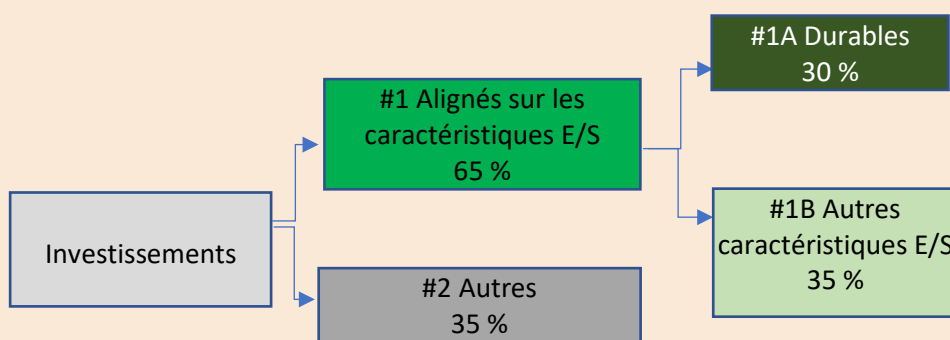 #1A Durables
30 %
#1 Alignés sur les
caractéristiques E/S
65 %
#1B Autres
caractéristiques E/S
35 %
Investissements
#2 Autres
35 %